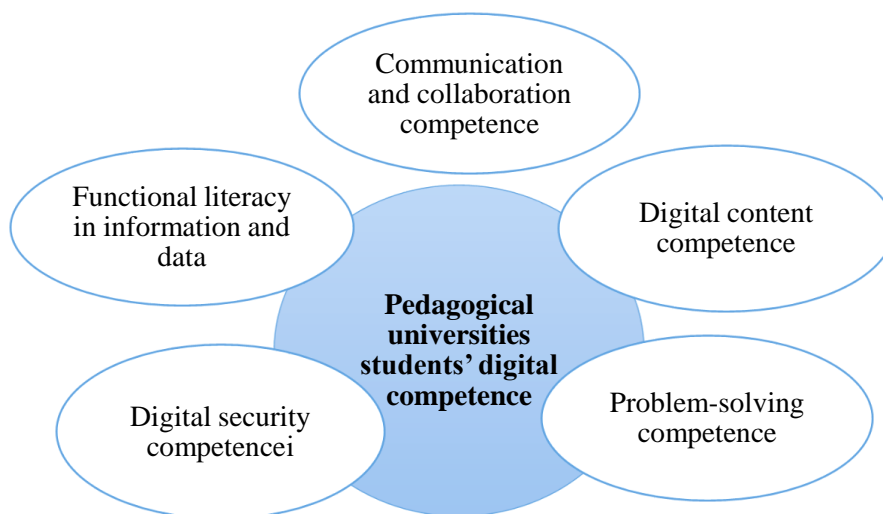 Communication
and collaboration
competence
Functional literacy
in information and
data
Digital content
competence
Pedagogical
universities
students’ digital
competence
Digital security
competencei
Problem-solving
competence